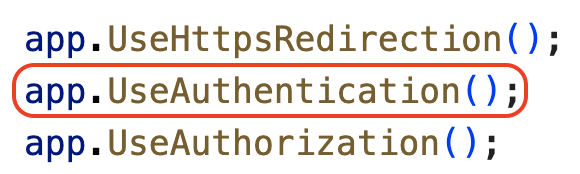 app.UseHttpsRedirection();
app.UseAuthentication();
app.UseAuthorization();